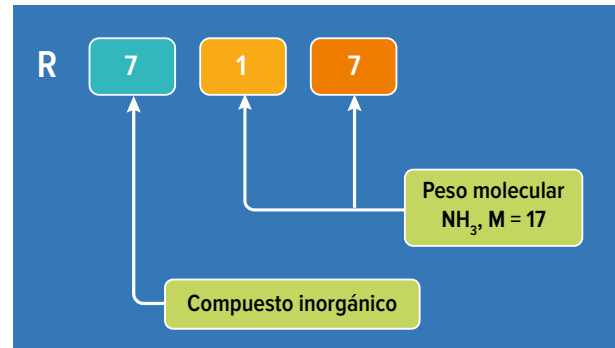 R 7 1 7
Peso molecular
NH₃, M = 17
Compuesto inorgánico